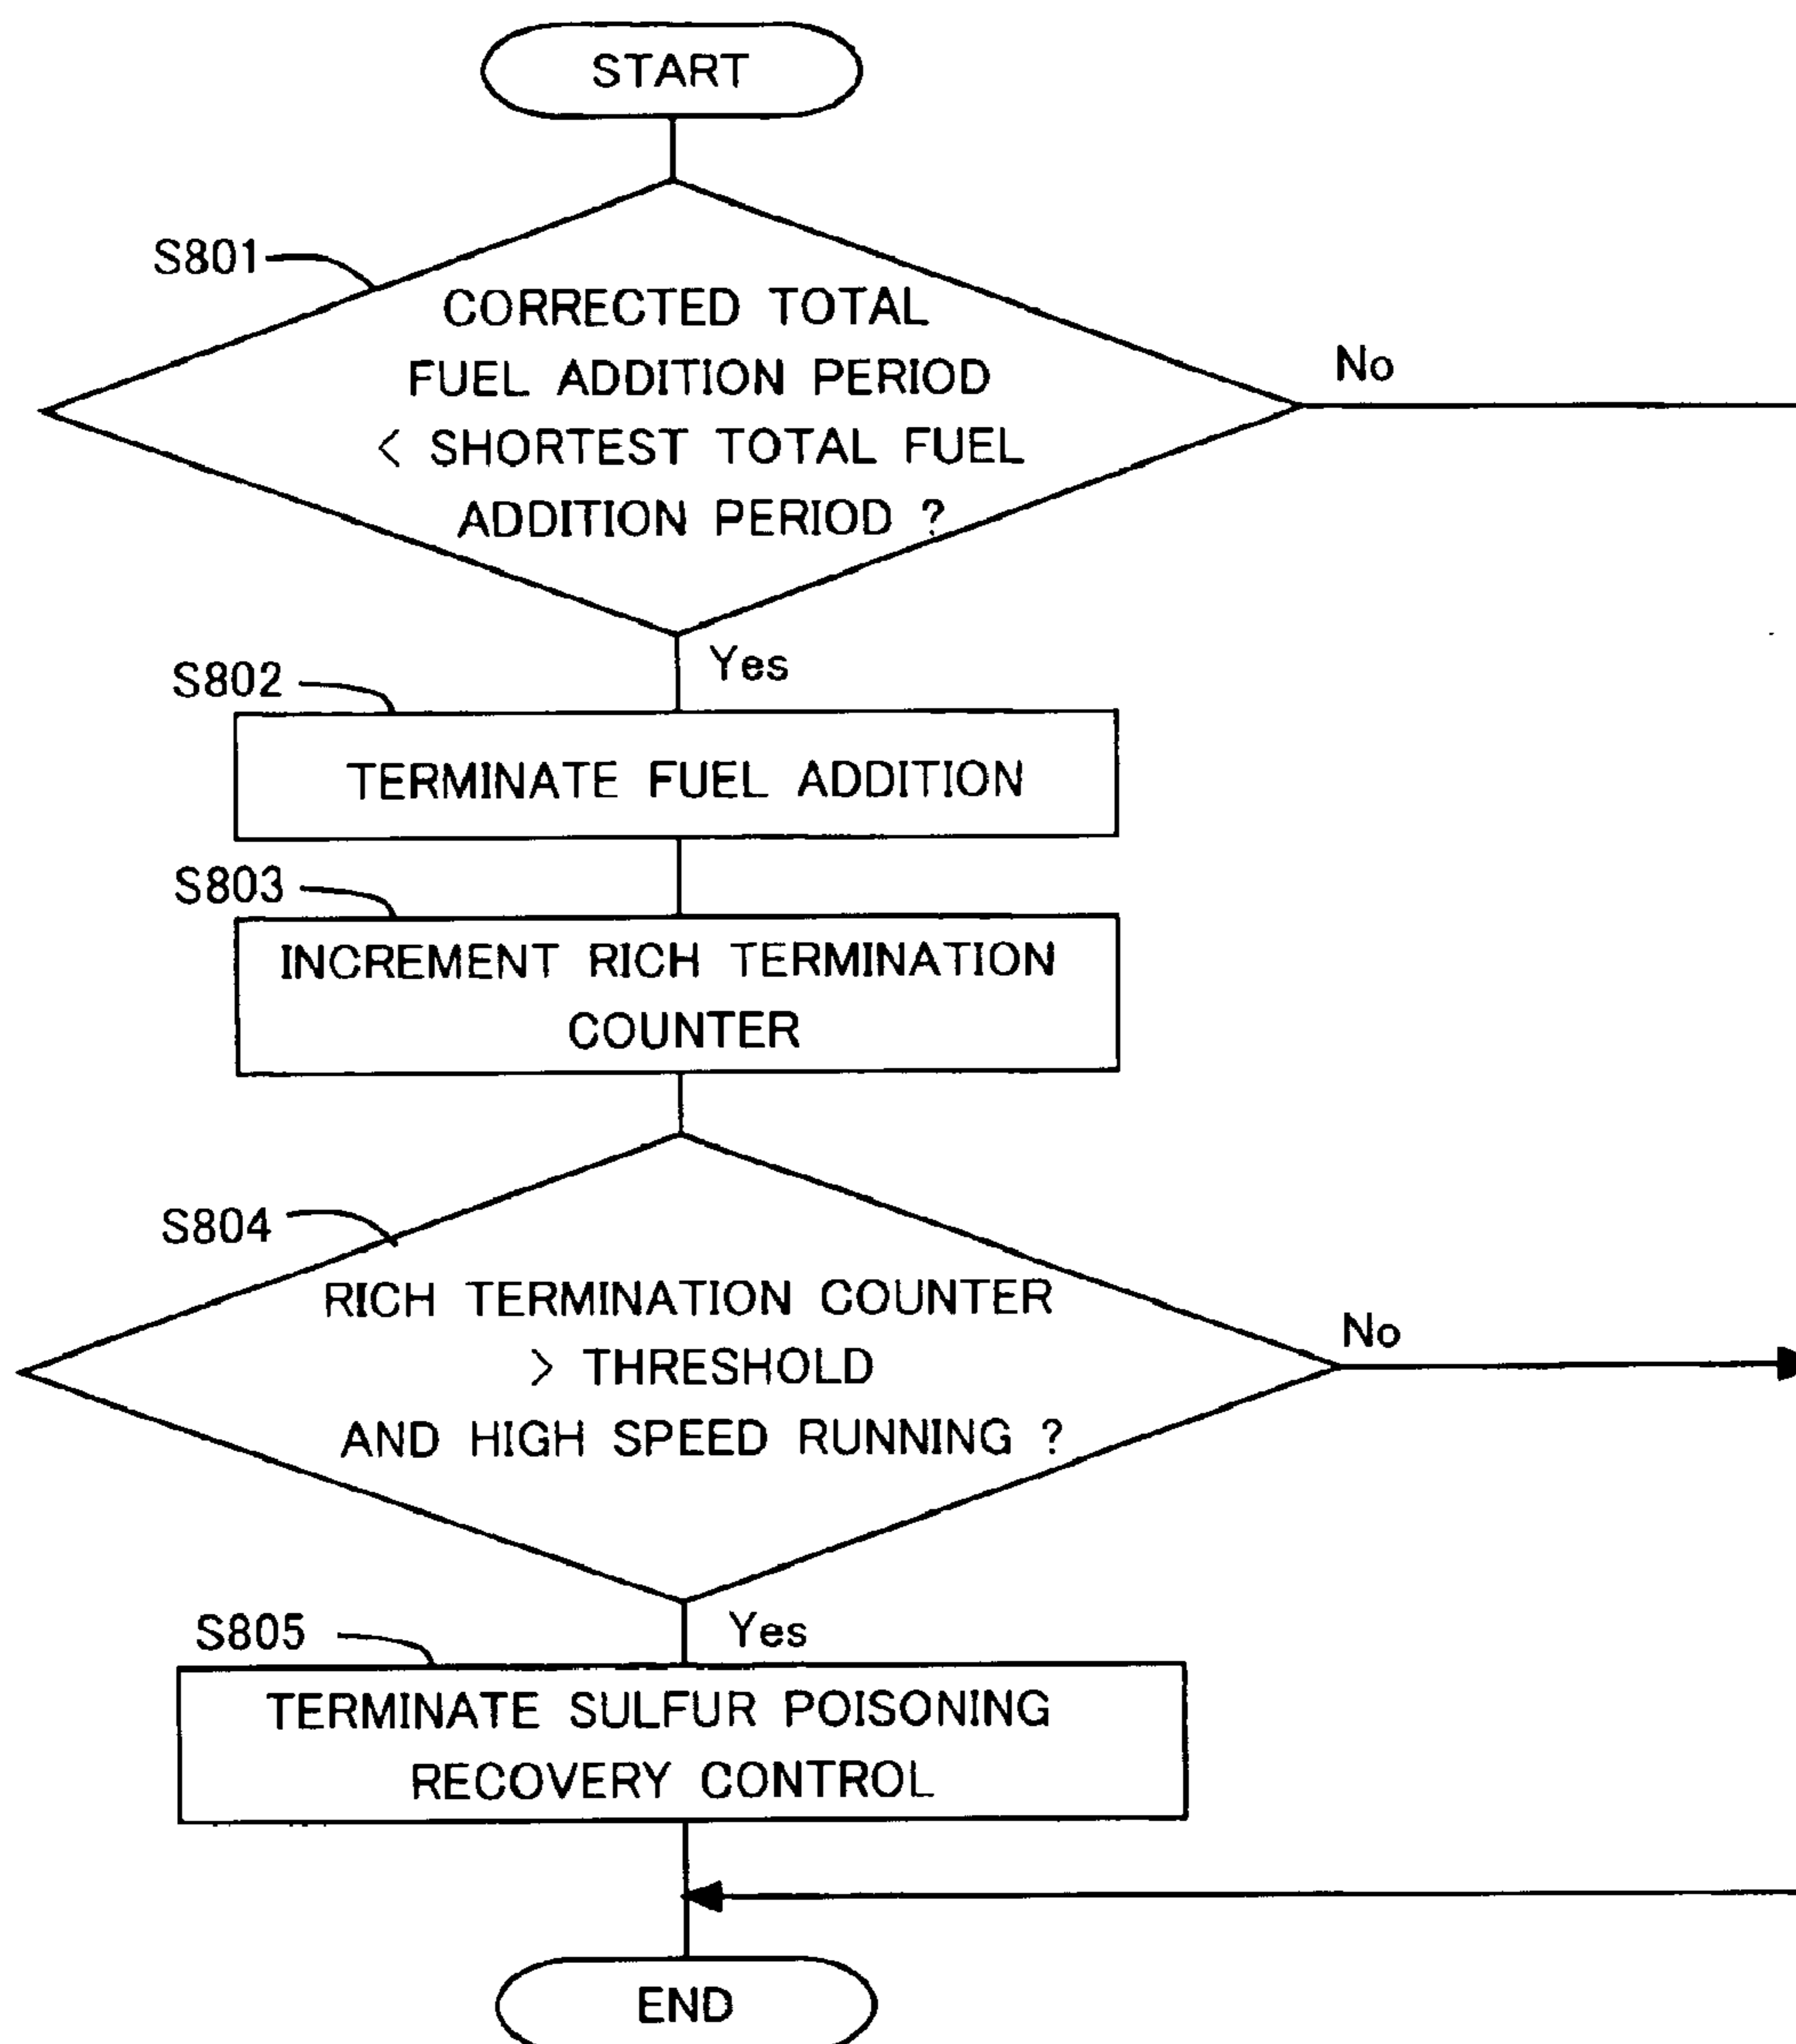 START
S801
CORRECTED TOTAL
FUEL ADDITION PERIOD
< SHORTEST TOTAL FUEL
ADDITION PERIOD ?
No
Yes
S802
TERMINATE FUEL ADDITION
S803
INCREMENT RICH TERMINATION
COUNTER
S804
RICH TERMINATION COUNTER
> THRESHOLD
AND HIGH SPEED RUNNING ?
No
Yes
S805
TERMINATE SULFUR POISONING
RECOVERY CONTROL
END